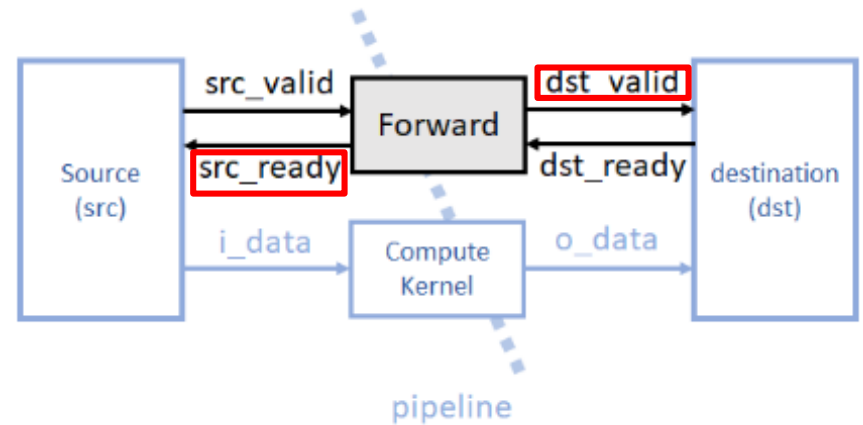 src_valid
dst_valid
Forward
src_ready
dst_ready
Source
(src)
destination
(dst)
i_data
o_data
Compute
Kernel
pipeline